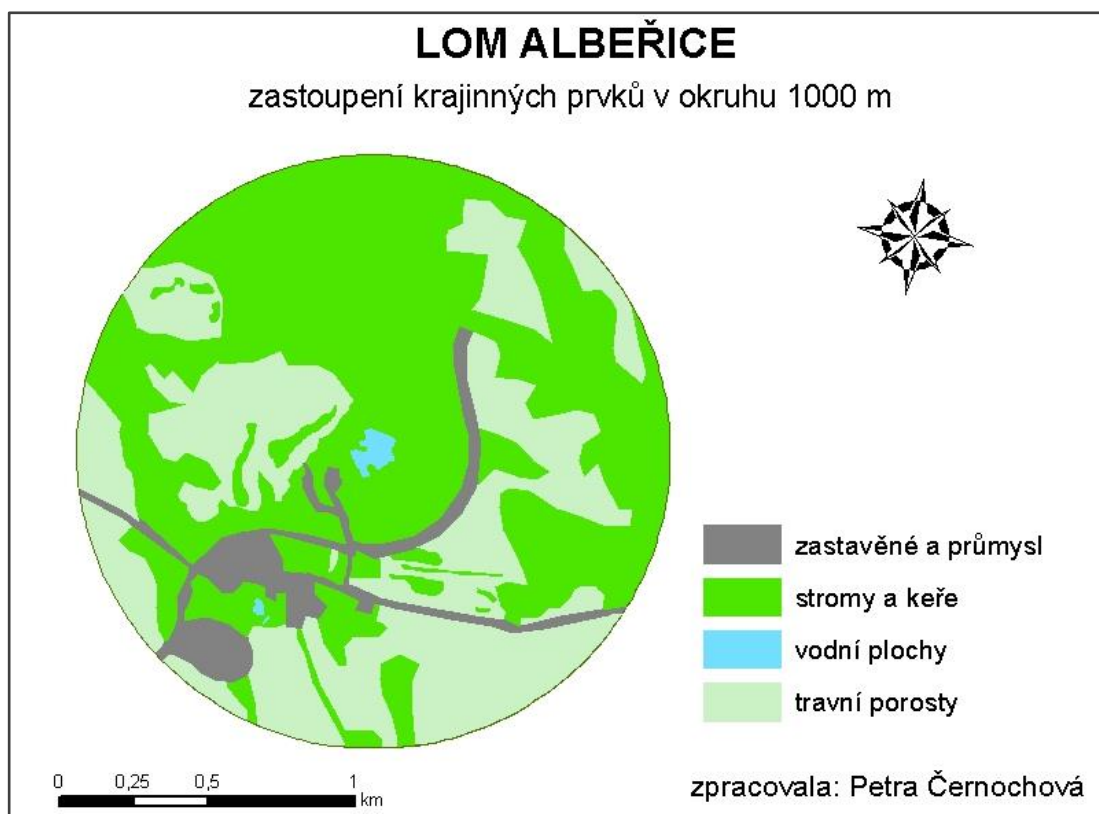 LOM ALBEŘICE
zastoupení krajinných prvků v okruhu 1000 m
zastavěné a průmysl
stromy a keře
vodní plochy
travní porosty
0 0,25 0,5 1
km
zpracovala: Petra Černochová